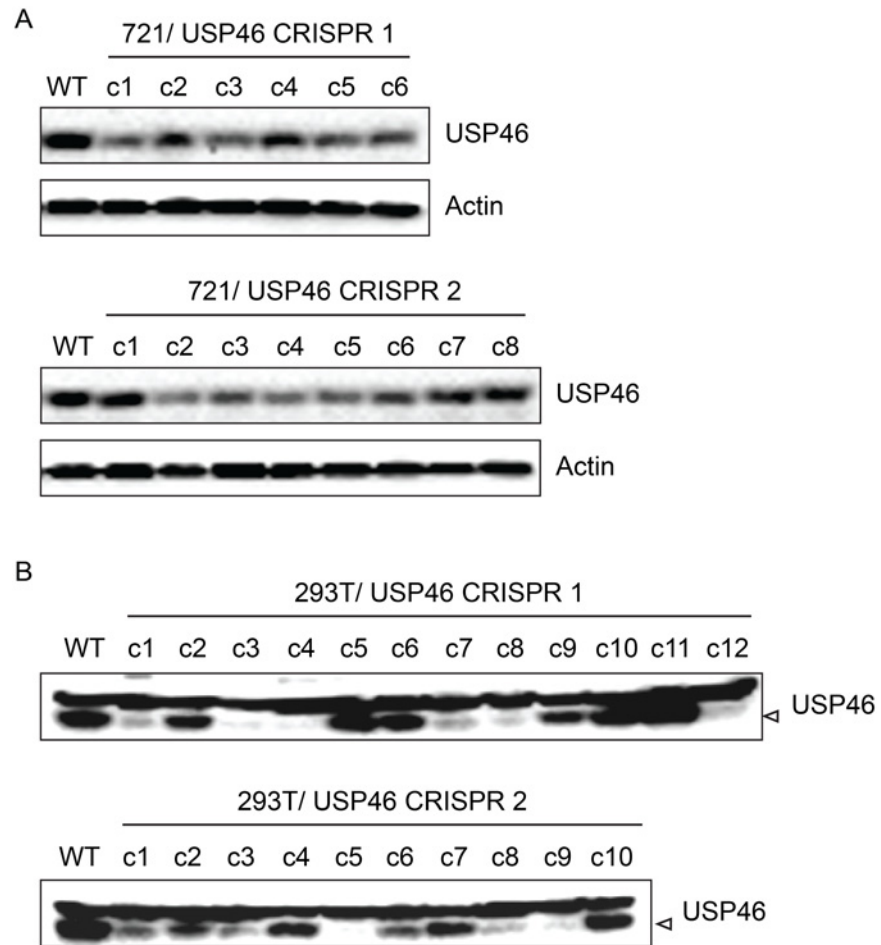 A
721/ USP46 CRISPR 1
WT c1 c2 c3 c4 c5 c6
USP46
Actin
721/ USP46 CRISPR 2
WT c1 c2 c3 c4 c5 c6 c7 c8
USP46
Actin
B
293T/ USP46 CRISPR 1
WT c1 c2 c3 c4 c5 c6 c7 c8 c9 c10 c11 c12
USP46
293T/ USP46 CRISPR 2
WT c1 c2 c3 c4 c5 c6 c7 c8 c9 c10
USP46